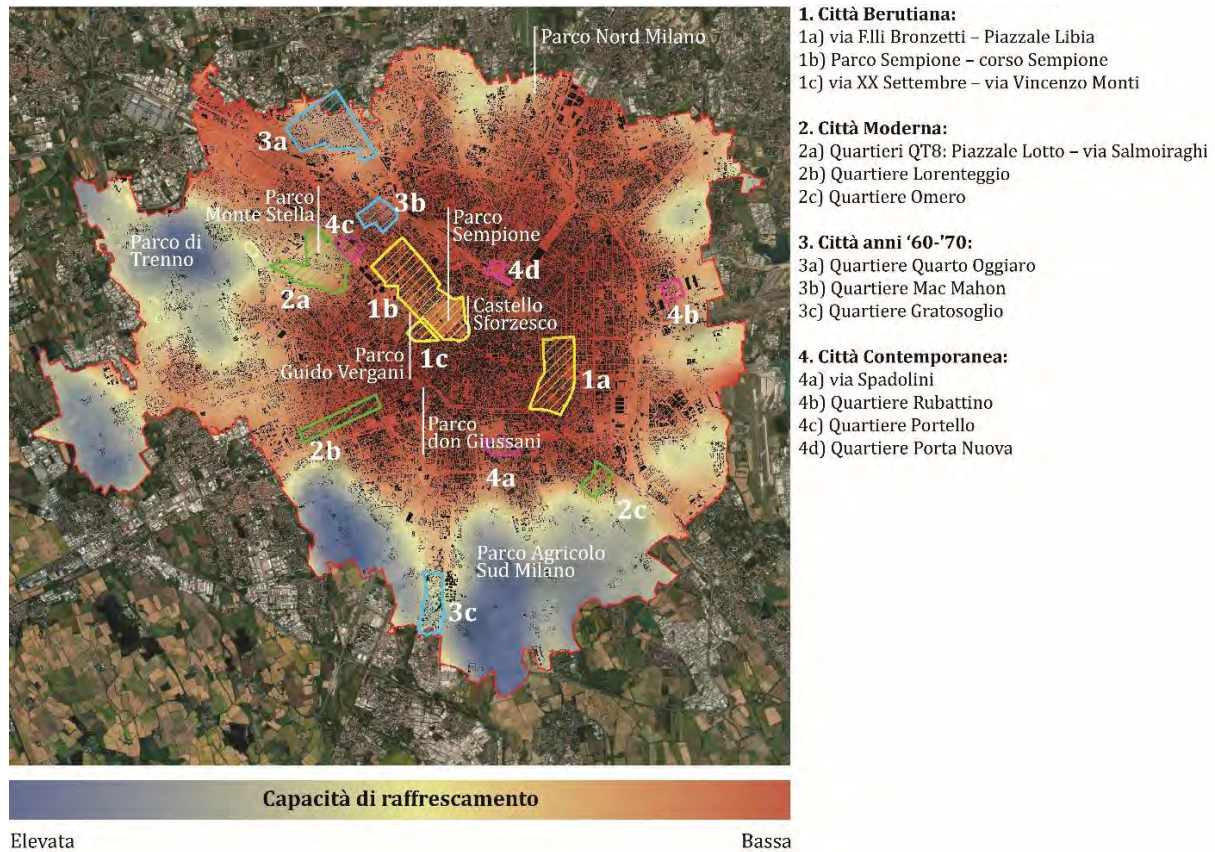 Parco Nord Milano
3a
Parco
Monte Stella
3b
4c
Parco
Sempione
Parco di
Trenno
4d
2a
1b
Castello
Sforzesco
4b
Parco
Guido Vergani
1c
1a
Parco
don Giussani
2b
4a
2c
Parco Agricolo
Sud Milano
3c
Capacità di raffrescamento
Elevata
Bassa
1. Città Berutiana:
1a) via F.lli Bronzetti – Piazzale Libia
1b) Parco Sempione – corso Sempione
1c) via XX Settembre – via Vincenzo Monti
2. Città Moderna:
2a) Quartieri QT8: Piazzale Lotto – via Salmoiraghi
2b) Quartiere Lorenteggio
2c) Quartiere Omero
3. Città anni ‘60-’70:
3a) Quartiere Quarto Oggiaro
3b) Quartiere Mac Mahon
3c) Quartiere Gratosoglio
4. Città Contemporanea:
4a) via Spadolini
4b) Quartiere Rubattino
4c) Quartiere Portello
4d) Quartiere Porta Nuova